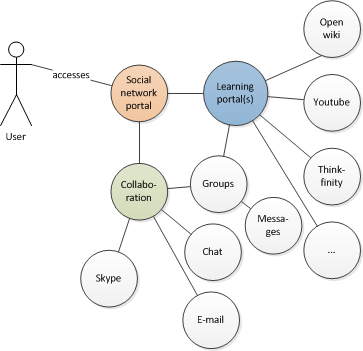 Open
wiki
Social
network
portal
Learning
portal(s)
accesses
Youtube
User
Think-
finity
Collabo-
ration
Groups
Messa-
ges
...
Chat
Skype
E-mail